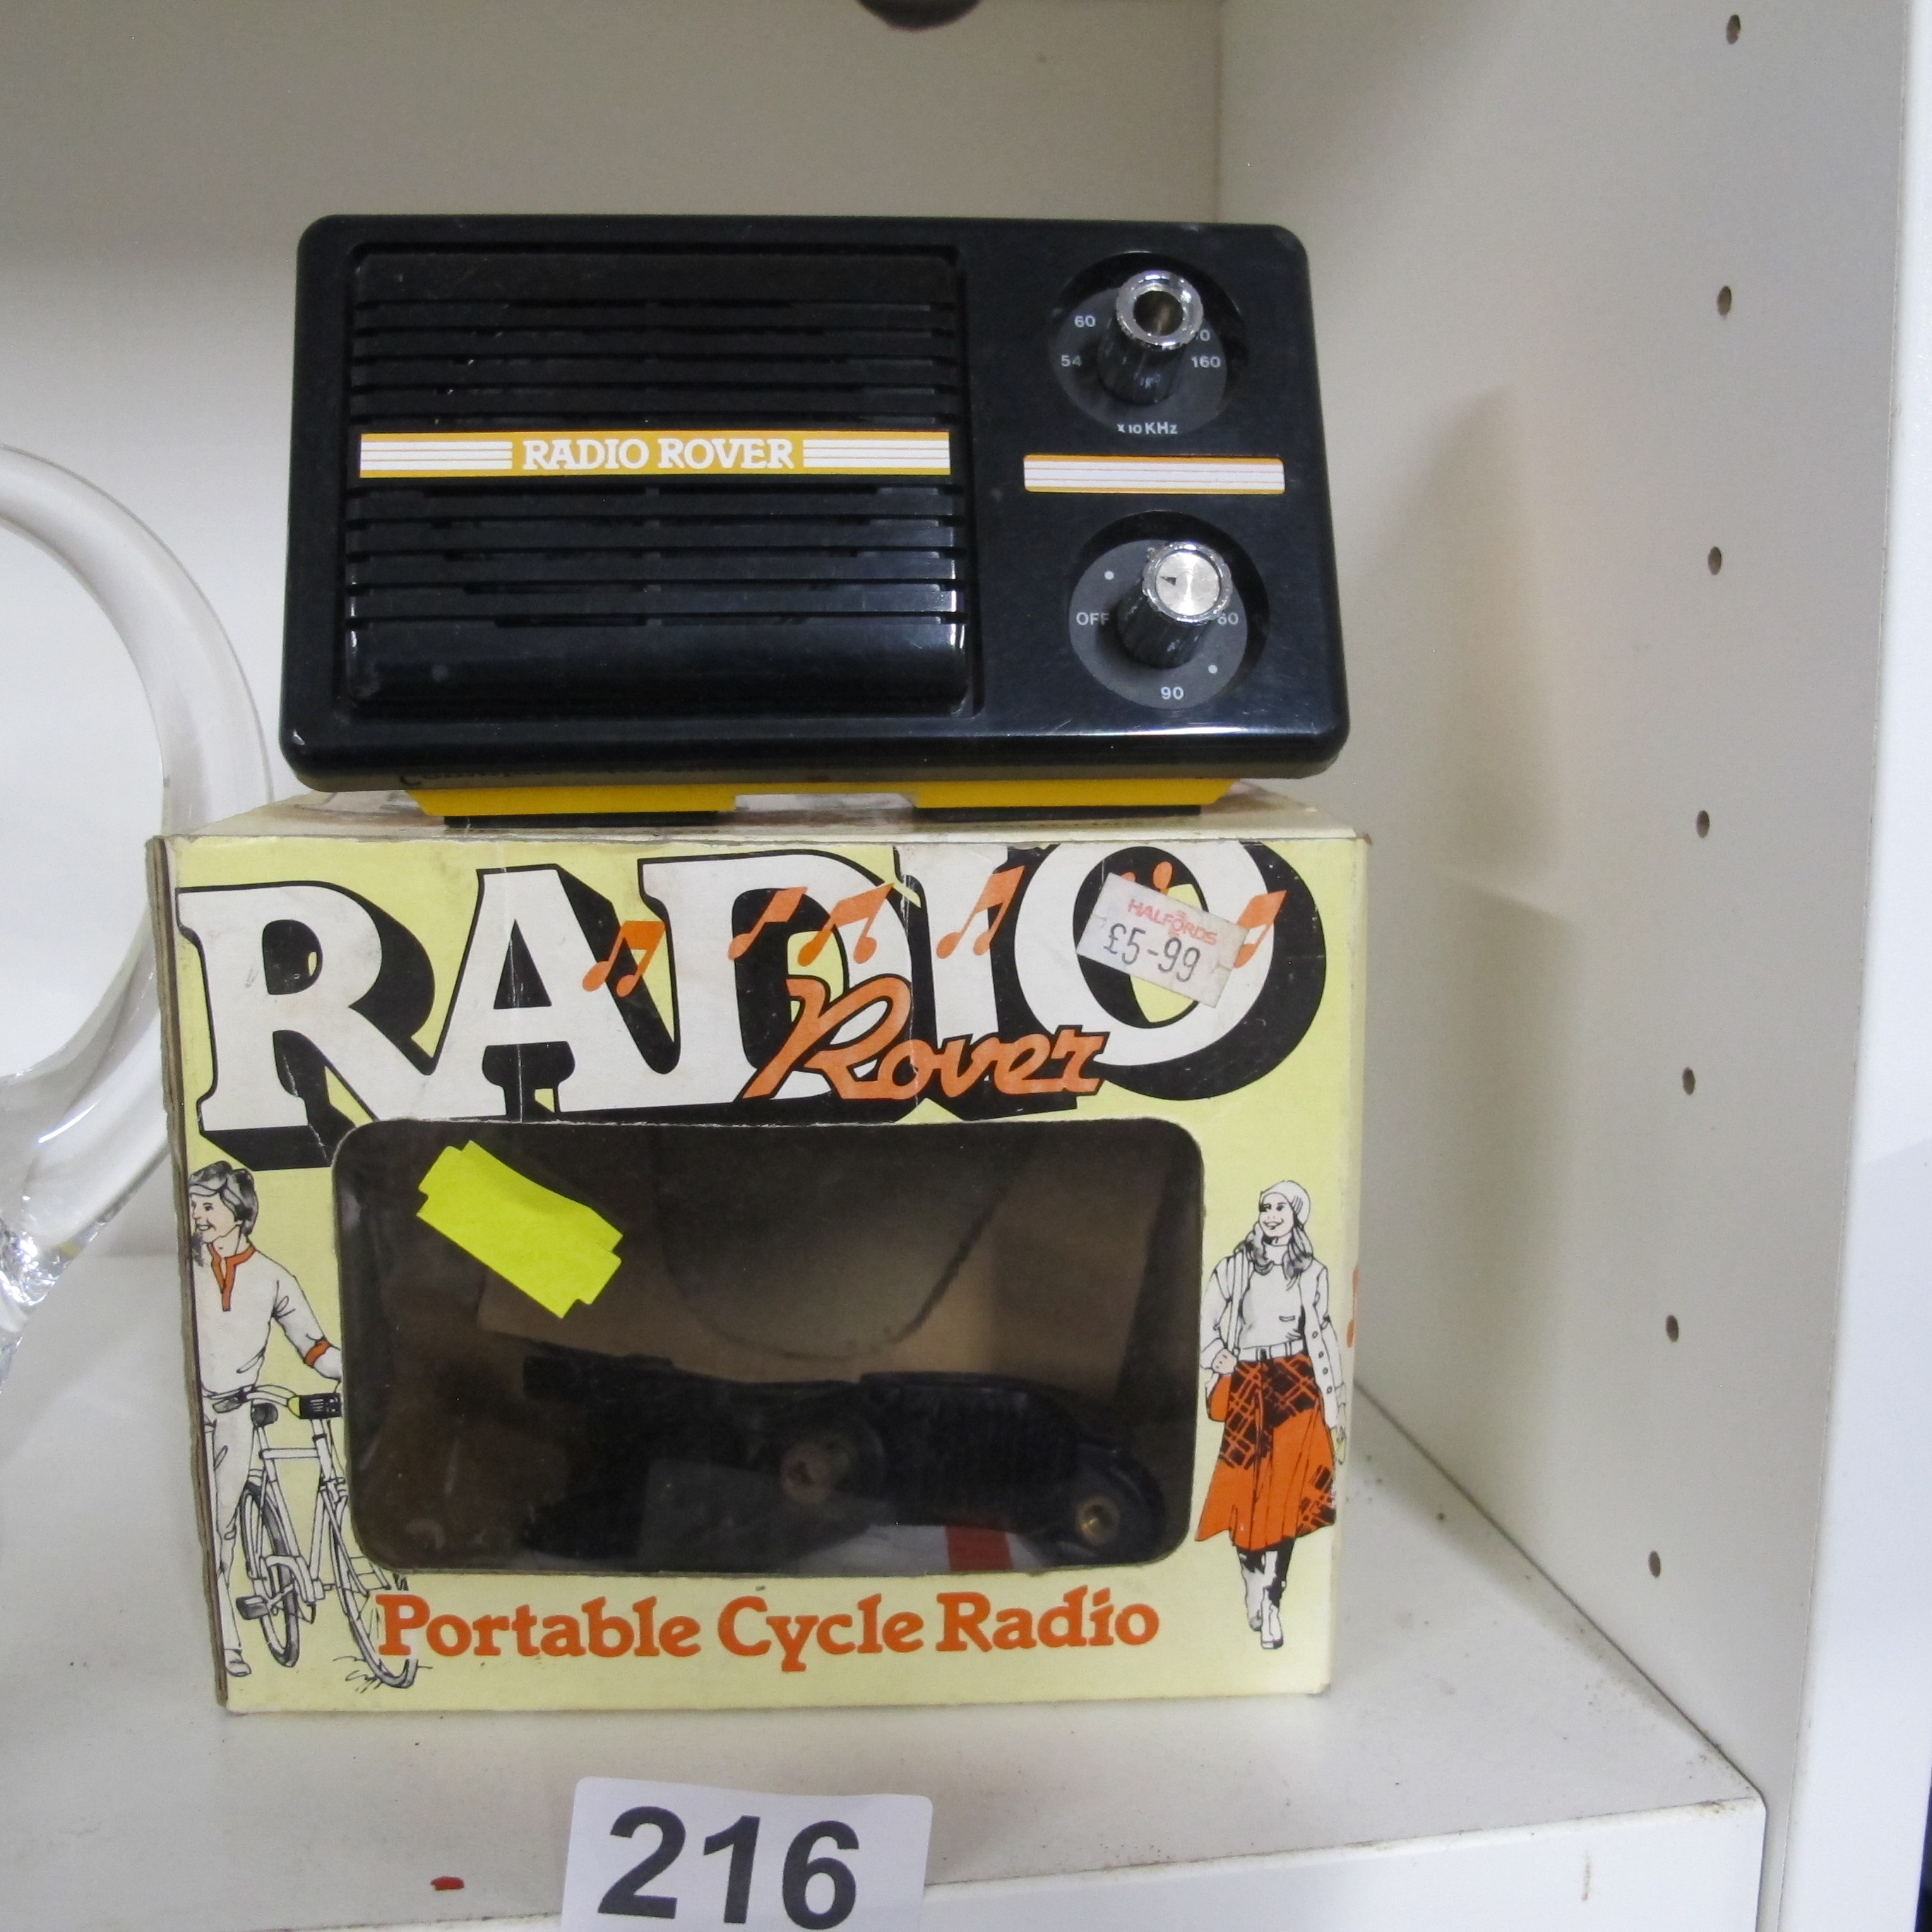 60
54
160
x10 KHz
RADIO ROVER
OFF
90
RADIO
HALFORDS
£5-99
Rover
Portable Cycle Radio
216